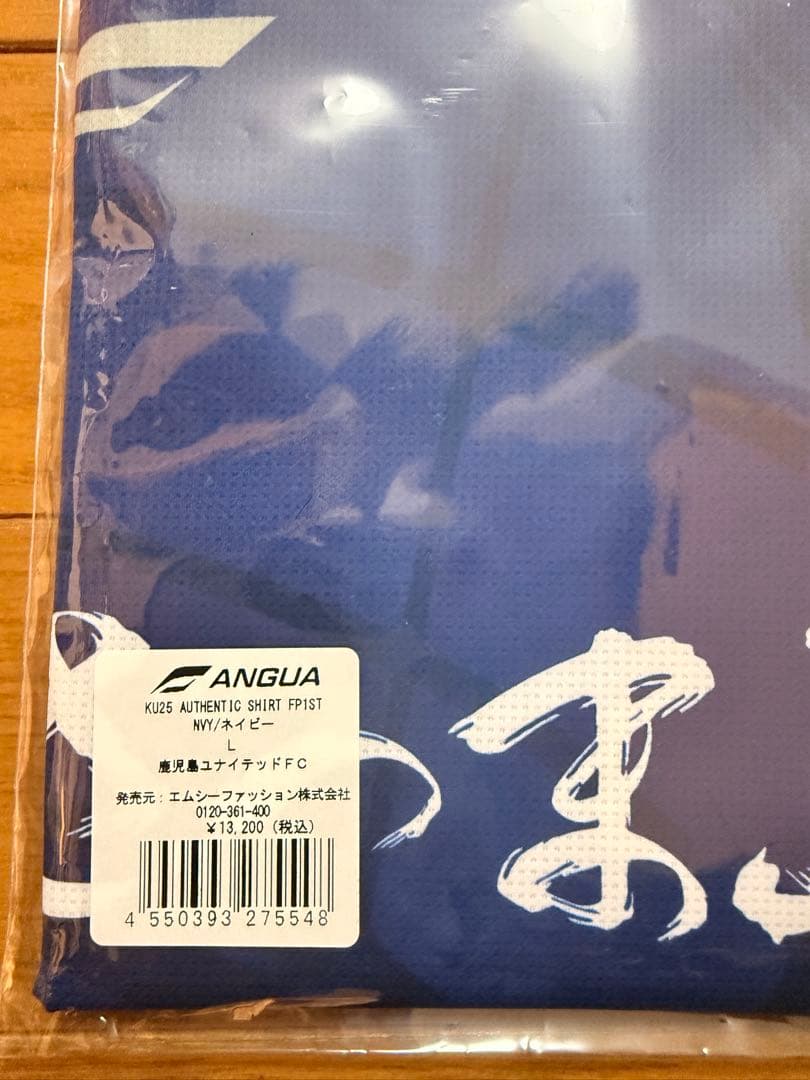 ANGUA
KU25 AUTHENTIC SHIRT FP1ST
NVY/ネイビー
L
鹿児島ユナイテッドＦＣ
発売元：エムシーファッション株式会社
0120-361-400
￥13,200（税込）
4 550393 275548
つま